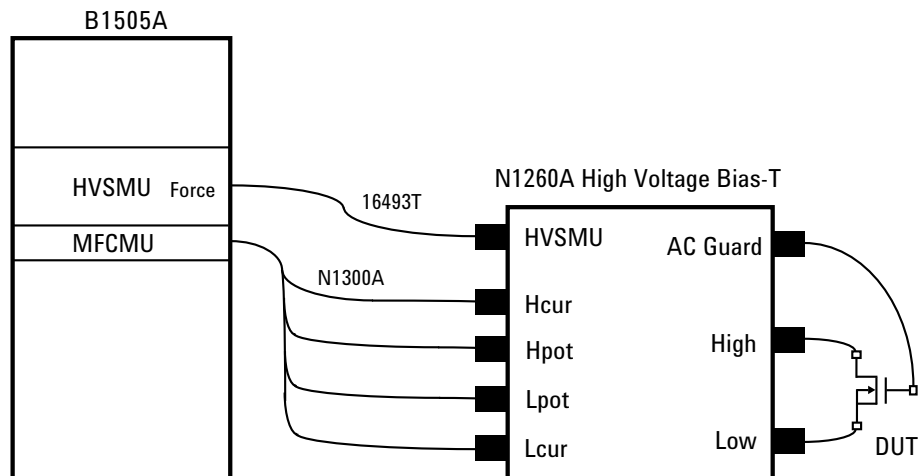 B1505A
HVSMU Force
MFCMU
16493T
N1300A
N1260A High Voltage Bias-T
HVSMU
Hcur
Hpot
Lpot
Lcur
AC Guard
High
Low
DUT